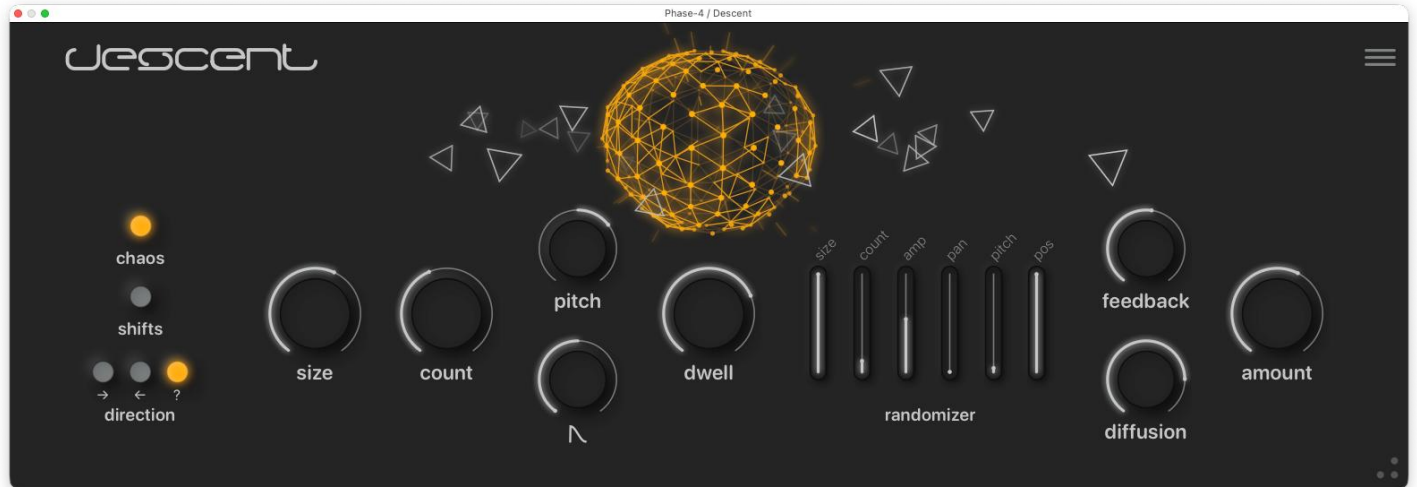 Phase-4 / Descent
descent
chaos
shifts
→ ← ?
direction
size
count
pitch
dwell
size count amp pan pitch pos
randomizer
feedback
diffusion
amount